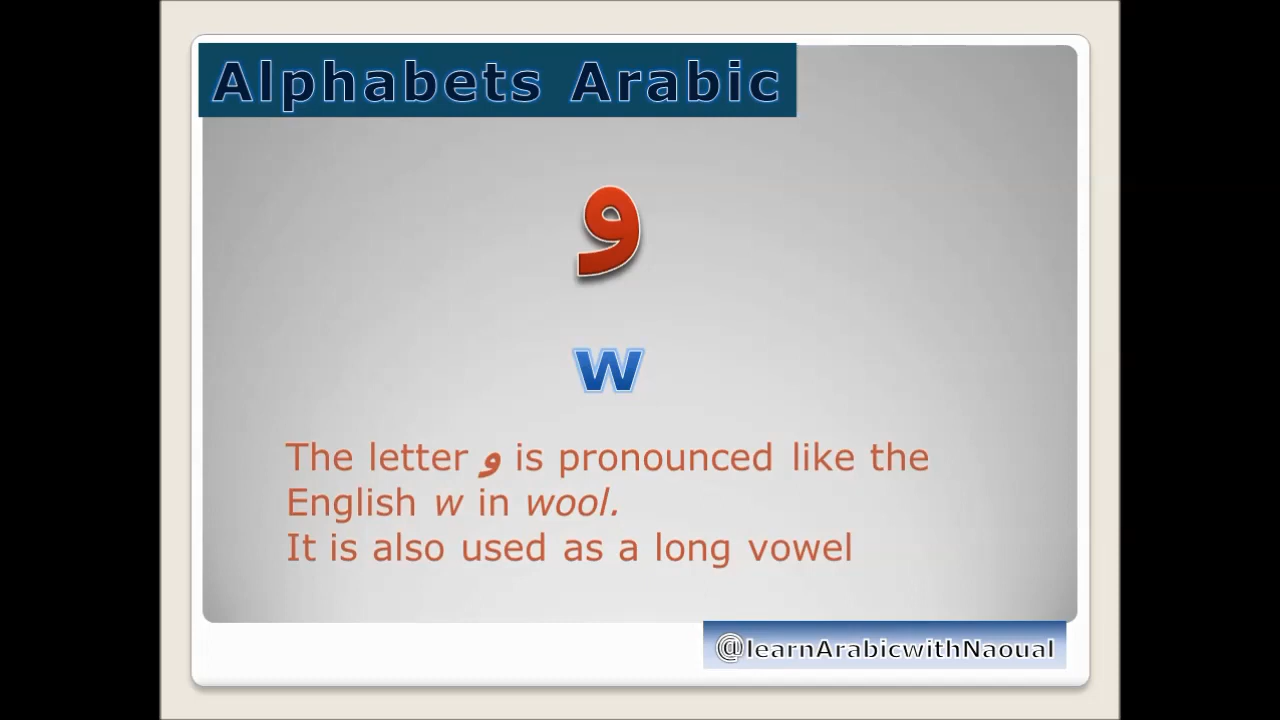 Alphabets Arabic
و
w
The letter و is pronounced like the
English w in wool.
It is also used as a long vowel
@learnArabicwithNaoual